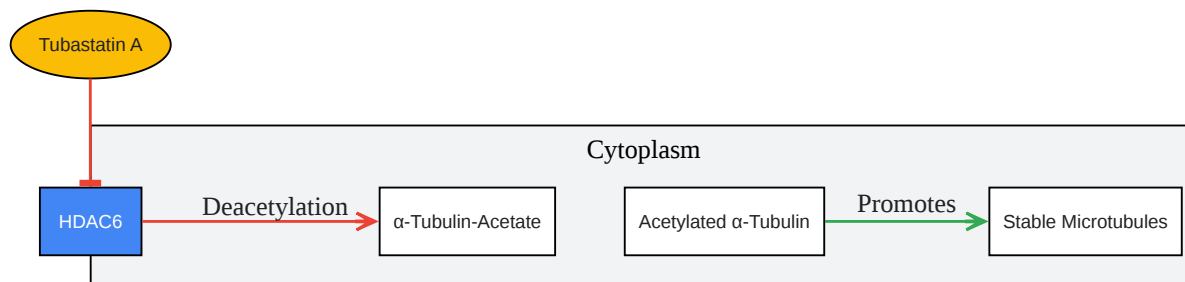 Tubastatin A
Cytoplasm
HDAC6
Deacetylation
α-Tubulin-Acetate
Acetylated α-Tubulin
Promotes
Stable Microtubules